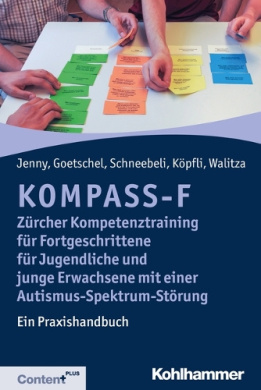 Jenny, Goetschel, Schneebeli, Köpfli, Walitza
KOMPASS-F
Zürcher Kompetenztraining
für Fortgeschrittene
für Jugendliche und
junge Erwachsene mit einer
Autismus-Spektrum-Störung
Ein Praxishandbuch
Content PLUS
Kohlhammer